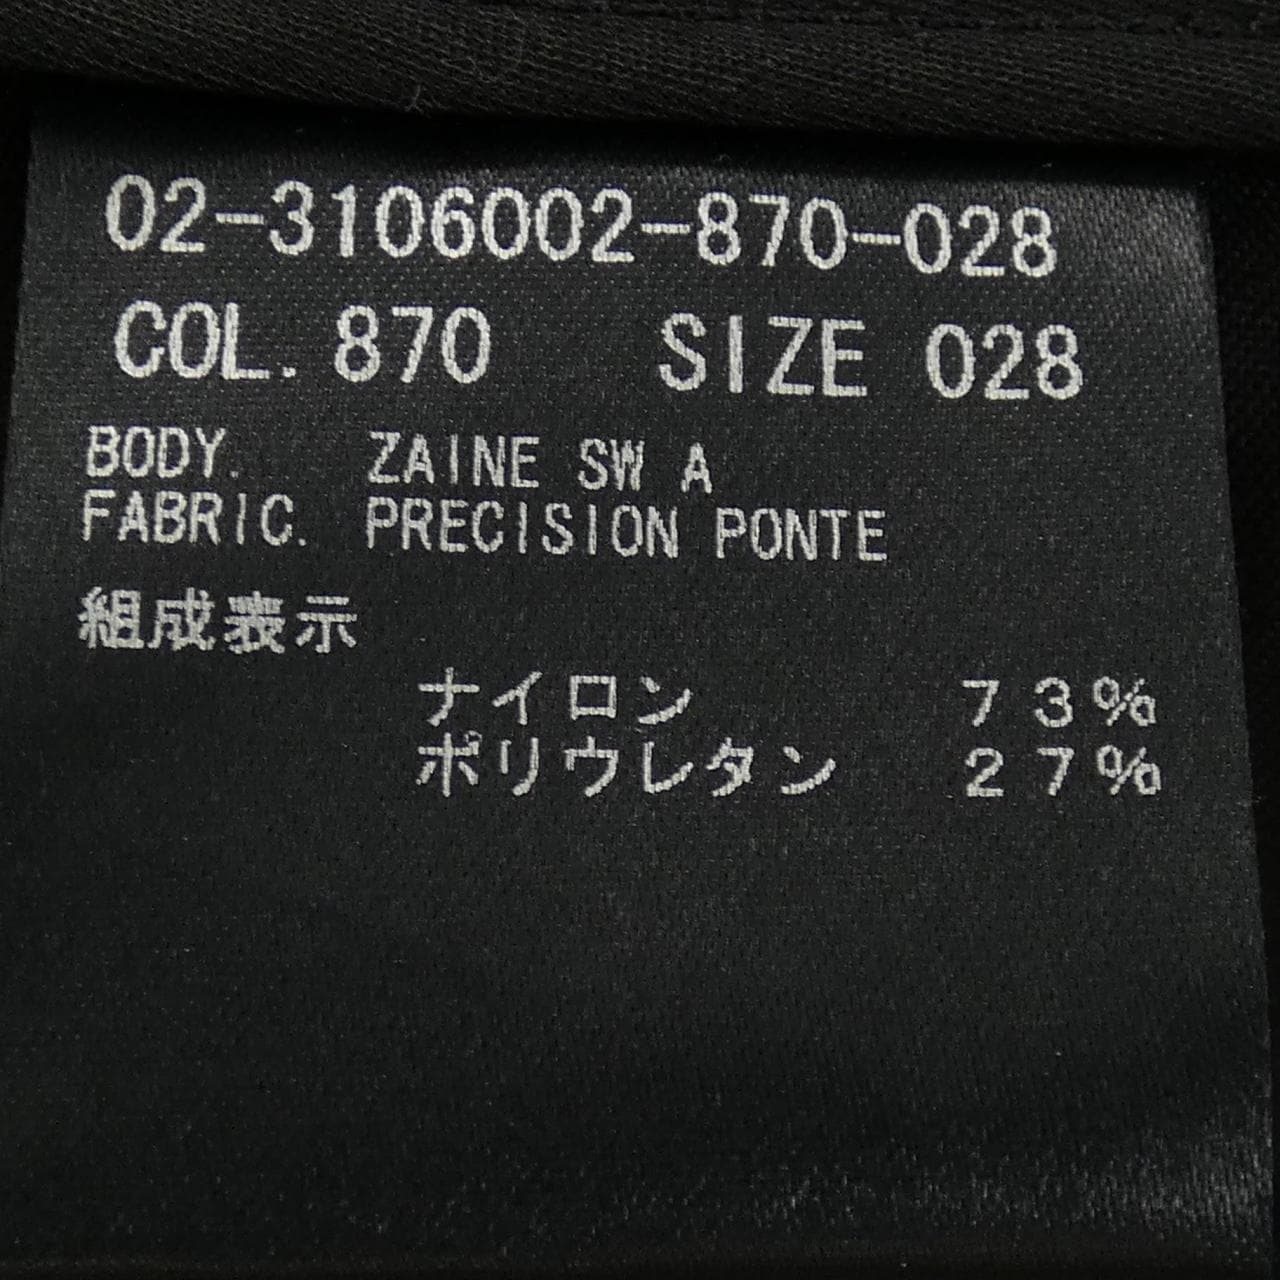 02-3106002-870-028
COL. 870 SIZE 028
BODY. ZAINE SW A
FABRIC. PRECISION PONTE
組成表示
ナイロン 73%
ポリウレタン 27%